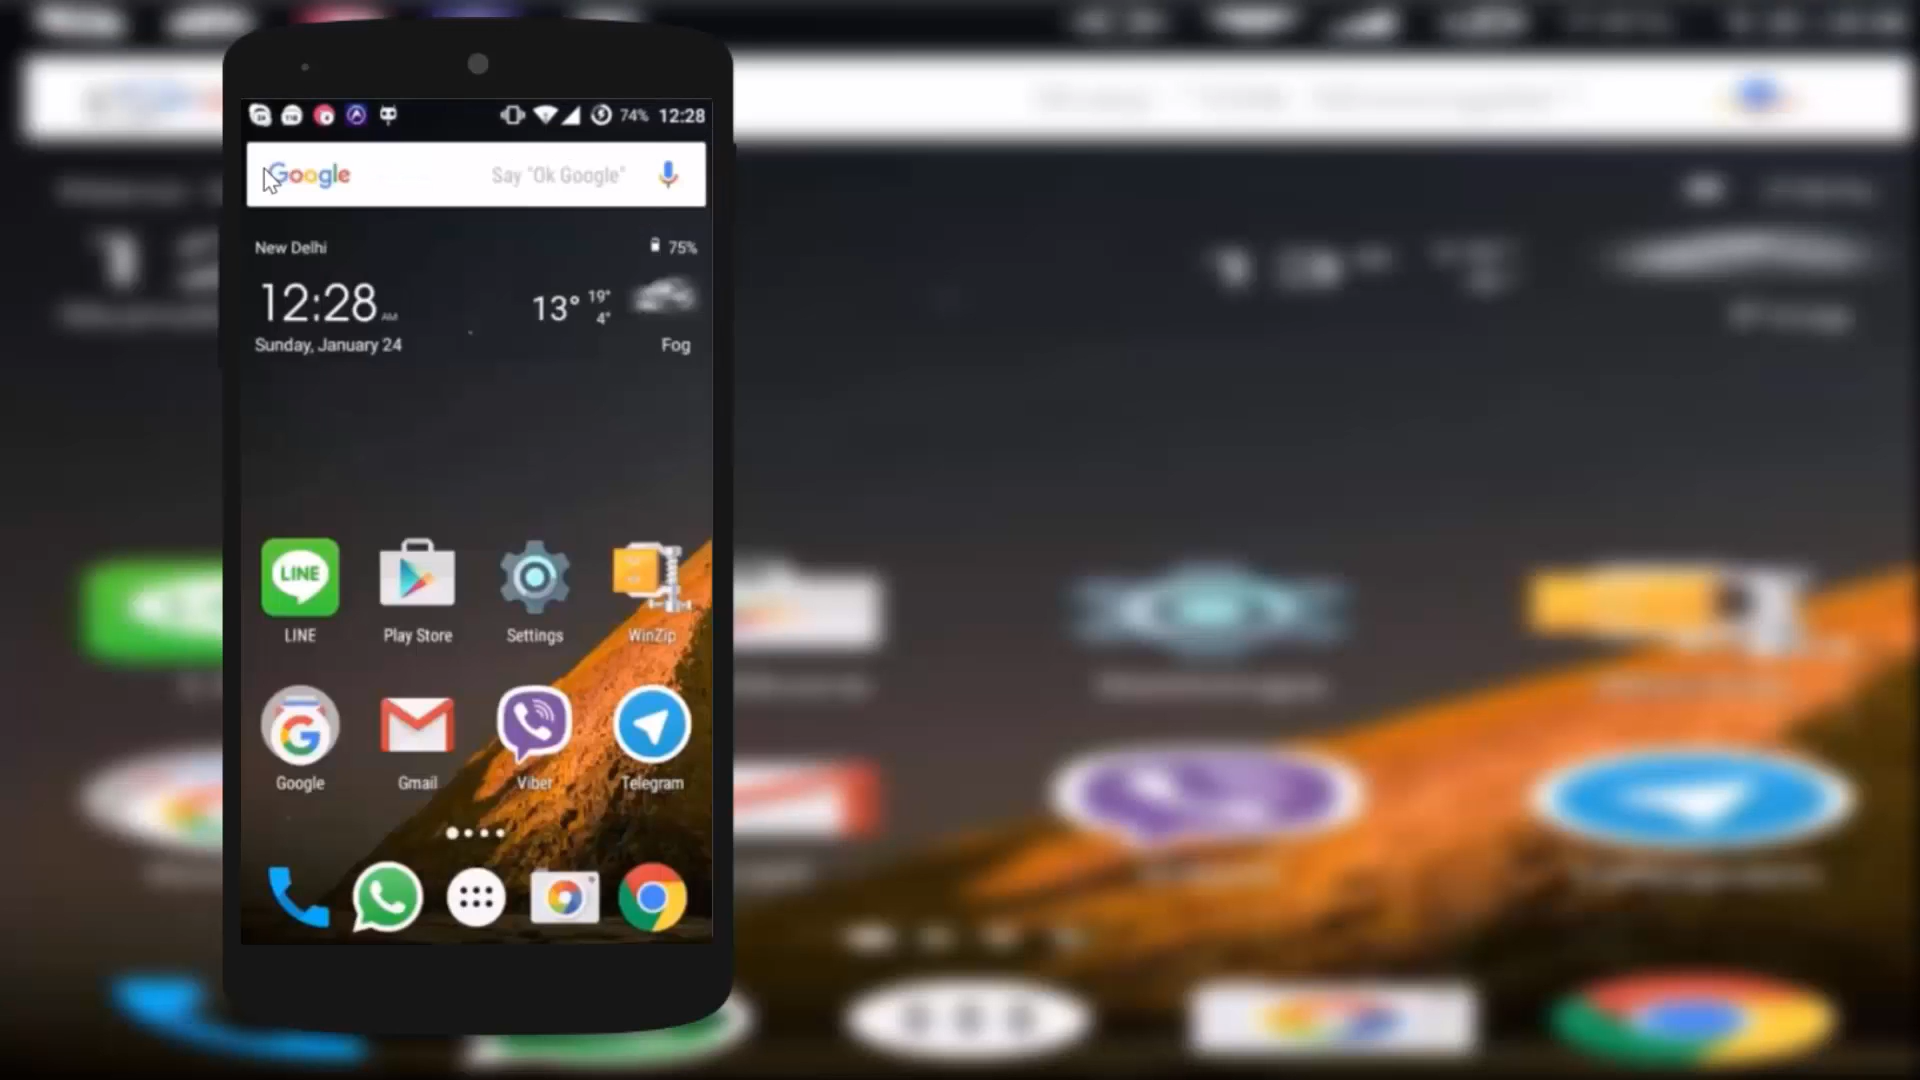 74% 12:28
Google Say "Ok Google"
New Delhi 75%
12:28 AM 13° 19° 4°
Sunday, January 24 Fog
LINE
LINE Play Store Settings WinZip
Google Gmail Viber Telegram